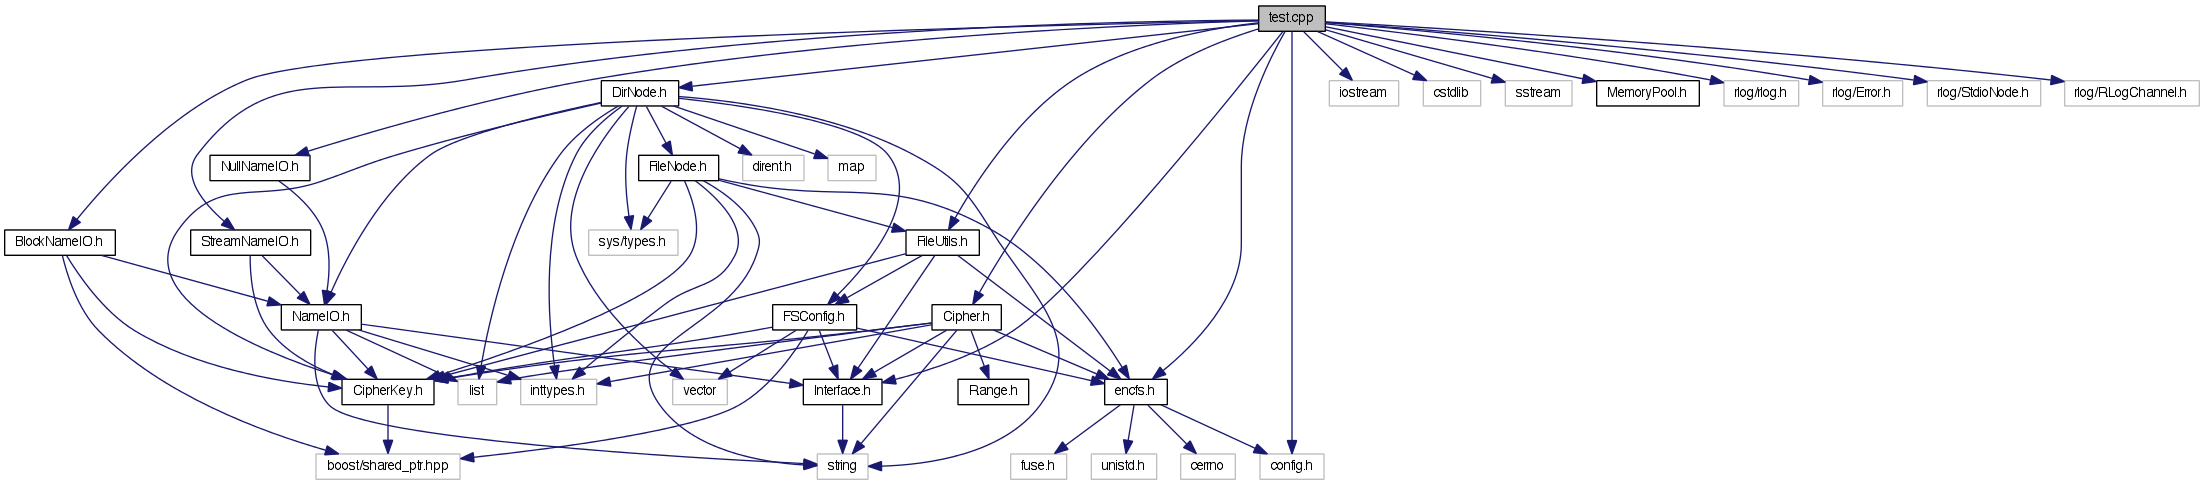 test.cpp
DirNode.h
iostream
cstdlib
sstream
MemoryPool.h
rlog/rlog.h
rlog/Error.h
rlog/StdioNode.h
rlog/RLogChannel.h
NullNameIO.h
FileNode.h
dirent.h
map
BlockNameIO.h
StreamNameIO.h
sys/types.h
FileUtils.h
NameIO.h
FSConfig.h
Cipher.h
CipherKey.h
list
inttypes.h
vector
Interface.h
Range.h
encfs.h
boost/shared_ptr.hpp
string
fuse.h
unistd.h
cerrno
config.h